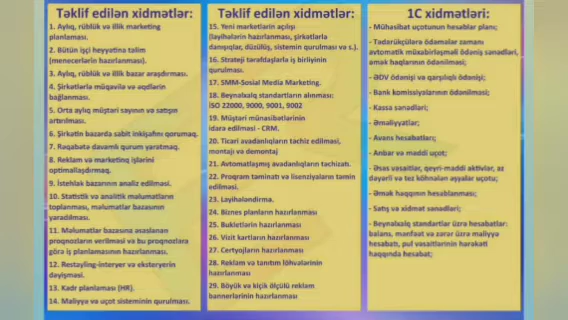 Təklif edilən xidmətlər:
1. Aylıq, rüblük və illik marketing
planlaması.
2. Bütün işçi heyyətinə təlim
(menecerlərin hazırlanması).
3. Aylıq, rüblük və illik bazar araşdırması.
4. Şirkətlərlə müqavilə və aqdlərin
bağlanması.
5. Orta aylıq müştəri sayının və satışın
artırılması.
6. Şirkətin bazarda sabit inkişafını qorumaq.
7. Rəqabətə davamlı qurum yaratmaq.
8. Reklam və marketing işlərini
optimallaşdırmaq.
9. İstehlak bazarının analiz edilməsi.
10. Statistik və analitik məlumatların
toplanması, məlumatlar bazasının
yaradılması.
11. Məlumatlar bazasına əsaslanan
proqnozların verilməsi və bu proqnozlara
görə iş planlamasının hazırlanması.
12. Restayling-interyer və eksteryerin
dəyişməsi.
13. Kadr planlaması (HR).
14. Maliyyə və uçot sisteminin qurulması.
Təklif edilən xidmətlər:
15. Yeni marketlərin açılışı
(layihələrin hazırlanması, şirkətlərlə
danışıqlar, düzülüş, sistemin qurulması və s.).
16. Strateji tərəfdaşlarla iş birliyinin
qurulması.
17. SMM-Sosial Media Marketing.
18. Beynəlxalq standartların alınması:
İSO 22000, 9000, 9001, 9002
19. Müştəri münasibətlərinin
idarə edilməsi - CRM.
20. Ticari avadanlıqların təchiz edilməsi,
montajı və demontaj
21. Avtomatlaşmış avadanlıqların təchizatı.
22. Proqram təminatı və lisenziyaların təmin
edilməsi.
23. Layihələndirmə.
24. Biznes planların hazırlanması
25. Bukletlərin hazırlanması
26. Vizit kartların hazırlanması
27. Certyojların hazırlanması
28. Reklam və tanıtım lövhələrinin
hazırlanması
29. Böyük və kiçik ölçülü reklam
bannerlərinin hazırlanması
1C xidmətləri:
- Mühasibat uçotunun hesablar planı;
- Tədarükçülərə ödəmələr zamanı
avtomatik müxabirləşməli ödəniş sənədləri,
əmək haqlarının ödənilməsi;
- ƏDV ödənişi və qarşılıqlı ödənişi;
- Bank komissiyalarının ödənilməsi;
- Kassa sənədləri;
- Əməliyyatlar;
- Avans hesabatları;
- Anbar və maddi uçot;
- Əsas vəsaitlər, qeyri-maddi aktivlər, az
dəyərli və tez köhnələn əşyalar uçotu;
- Əmək haqqının hesablanması;
- Satış və xidmət sənədləri;
- Beynəlxalq standartlar üzrə hesabatlar:
balans, mənfəət və zərər üzrə maliyyə
hesabatı, pul vəsaitlərinin hərəkəti
haqqında hesabat;